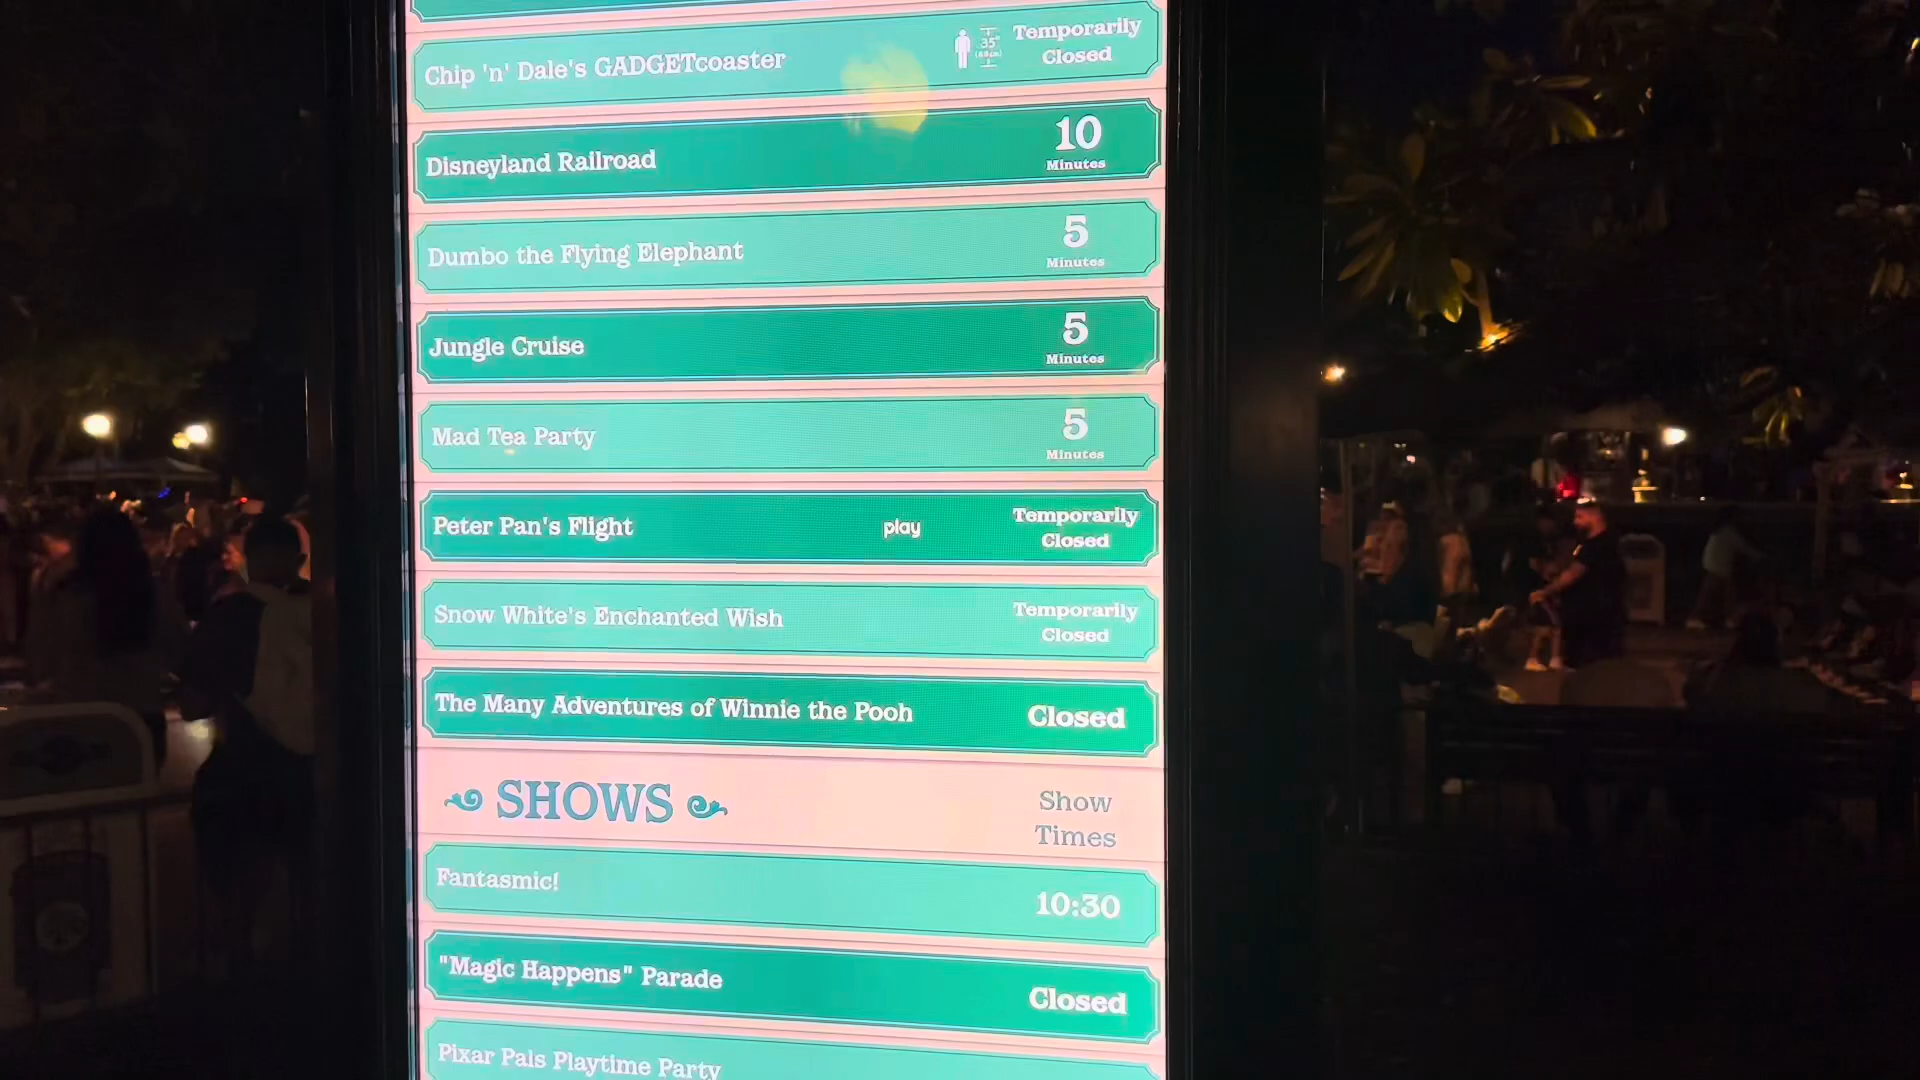 Chip 'n' Dale's GADGETcoaster
35"
Temporarily
Closed
Disneyland Railroad
10
Minutes
Dumbo the Flying Elephant
5
Minutes
Jungle Cruise
5
Minutes
Mad Tea Party
5
Minutes
Peter Pan's Flight
play
Temporarily
Closed
Snow White's Enchanted Wish
Temporarily
Closed
The Many Adventures of Winnie the Pooh
Closed
SHOWS
Show
Times
Fantasmic!
10:30
"Magic Happens" Parade
Closed
Pixar Pals Playtime Party